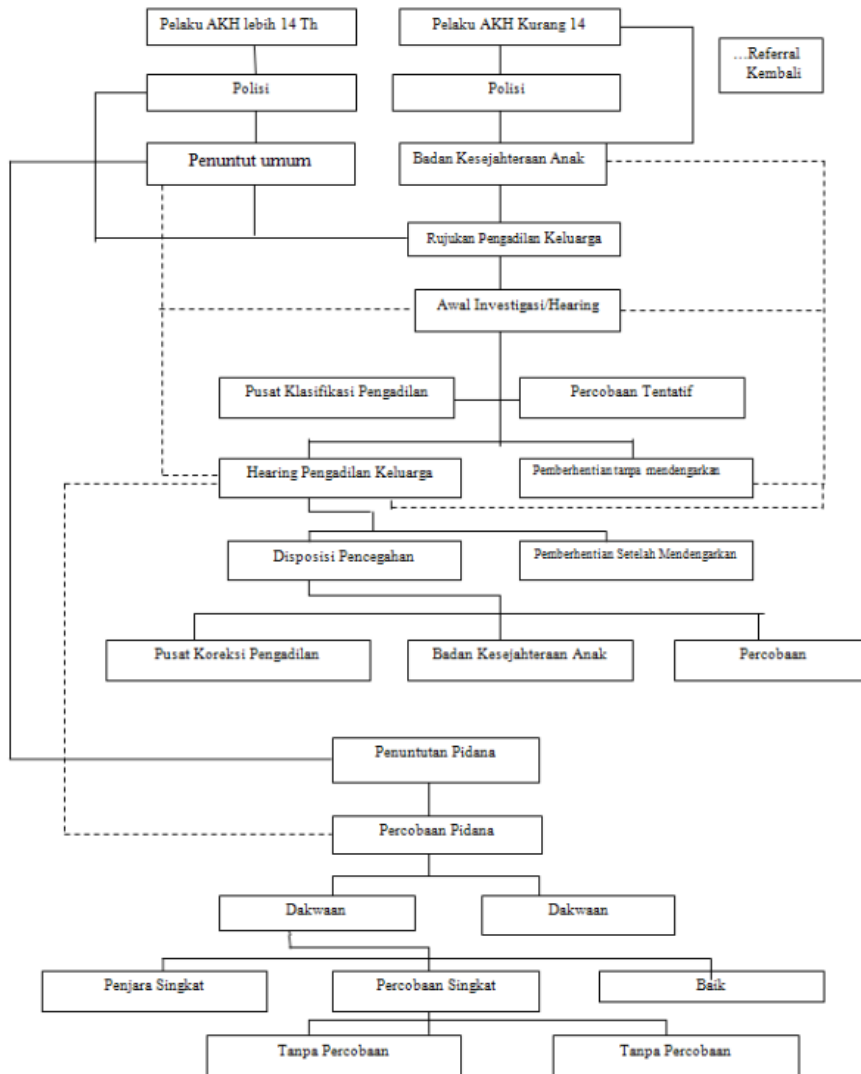 Pelaku AKH lebih 14 Th
Pelaku AKH Kurang 14
...Referral
Kembali
Polisi
Polisi
Penuntut umum
Badan Kesejahteraan Anak
Rujukan Pengadilan Keluarga
Awal Investigasi/Hearing
Pusat Klasifikasi Pengadilan
Percobaan Tentatif
Hearing Pengadilan Keluarga
Pemberhentian tanpa mendengarkan
Disposisi Pencegahan
Pemberhentian Setelah Mendengarkan
Pusat Koreksi Pengadilan
Badan Kesejahteraan Anak
Percobaan
Penuntutan Pidana
Percobaan Pidana
Dakwaan
Dakwaan
Penjara Singkat
Percobaan Singkat
Baik
Tanpa Percobaan
Tanpa Percobaan